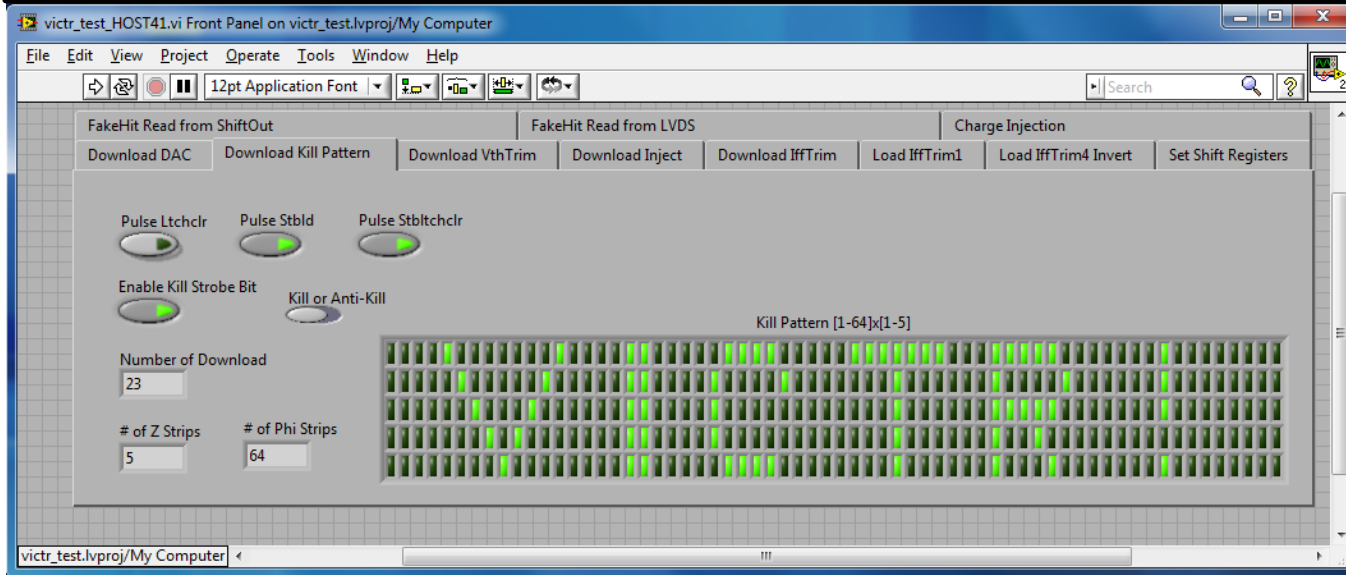 victr_test_HOST41.vi Front Panel on victr_test.lvproj/My Computer
File Edit View Project Operate Tools Window Help
12pt Application Font Search 2
FakeHit Read from ShiftOut FakeHit Read from LVDS Charge Injection
Download DAC Download Kill Pattern Download VthTrim Download Inject Download IffTrim Load IffTrim1 Load IffTrim4 Invert Set Shift Registers
Pulse Ltchclr Pulse Stbld Pulse Stbltchclr
Enable Kill Strobe Bit
Kill or Anti-Kill
Kill Pattern [1-64]x[1-5]
Number of Download
23
# of Z Strips # of Phi Strips
5 64
victr_test.lvproj/My Computer